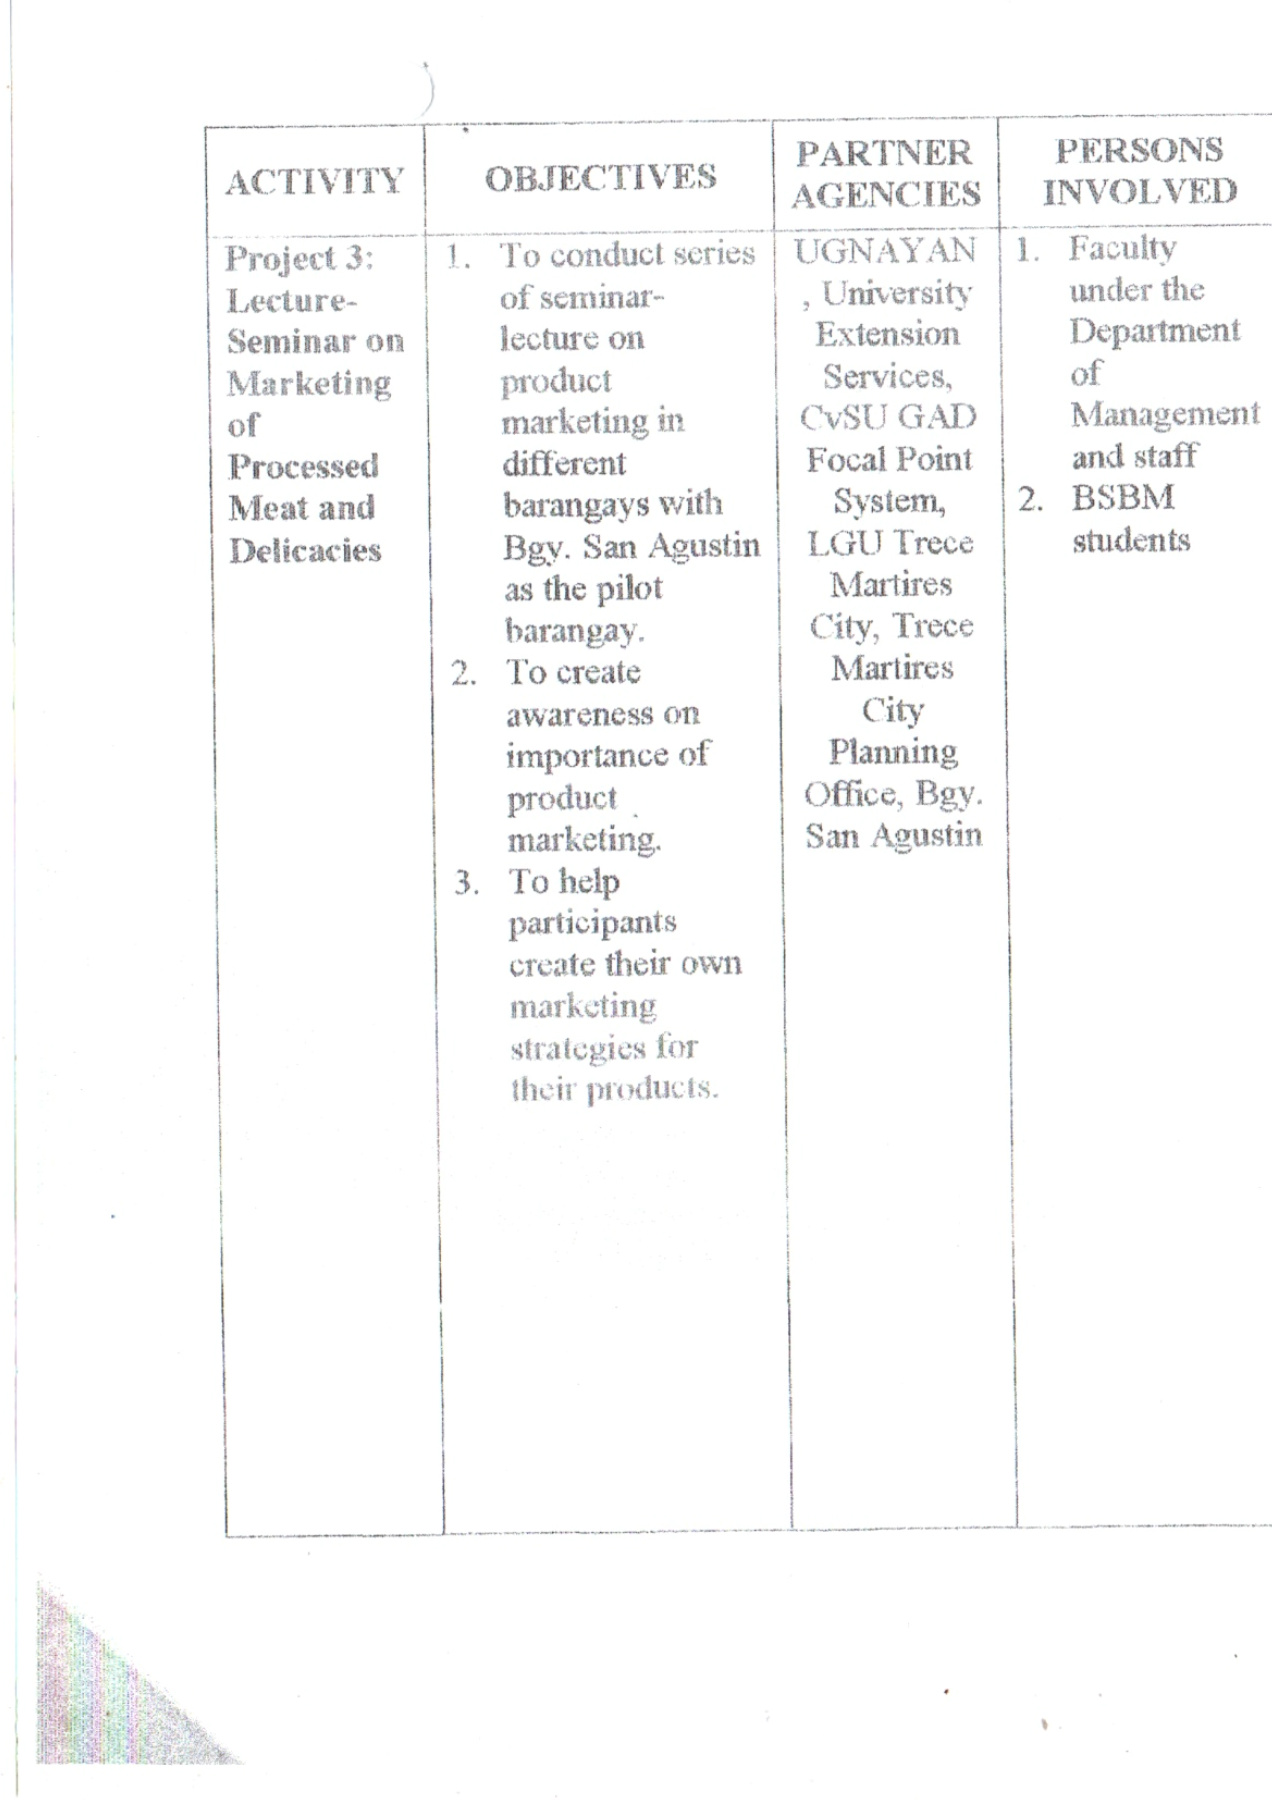 ACTIVITY
OBJECTIVES
PARTNER
AGENCIES
PERSONS
INVOLVED
Project 3:
Lecture-
Seminar on
Marketing
of
Processed
Meat and
Delicacies
1. To conduct series
of seminar-
lecture on
product
marketing in
different
barangays with
Bgy. San Agustin
as the pilot
barangay.
2. To create
awareness on
importance of
product
marketing.
3. To help
participants
create their own
marketing
strategies for
their products.
UGNAYAN
, University
Extension
Services,
CvSU GAD
Focal Point
System,
LGU Trece
Martires
City, Trece
Martires
City
Planning
Office, Bgy.
San Agustin
1. Faculty
under the
Department
of
Management
and staff
2. BSBM
students